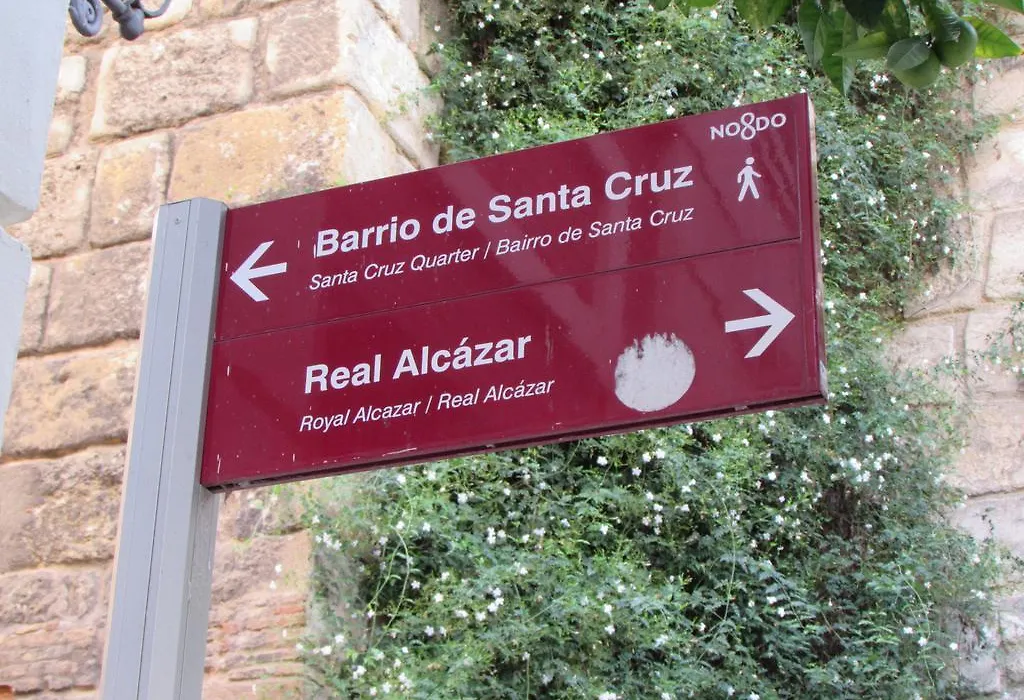 NO8DO
Barrio de Santa Cruz
Santa Cruz Quarter / Bairro de Santa Cruz
Real Alcázar
Royal Alcazar / Real Alcázar